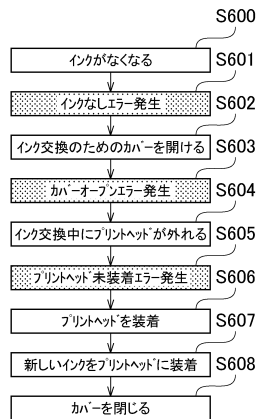 S600
インクがなくなる
S601
インクなしエラー発生
S602
インク交換のためのカバーを開ける
S603
カバーオープンエラー発生
S604
インク交換中にプリントヘッドが外れる
S605
プリントヘッド未装着エラー発生
S606
プリントヘッドを装着
S607
新しいインクをプリントヘッドに装着
S608
カバーを閉じる